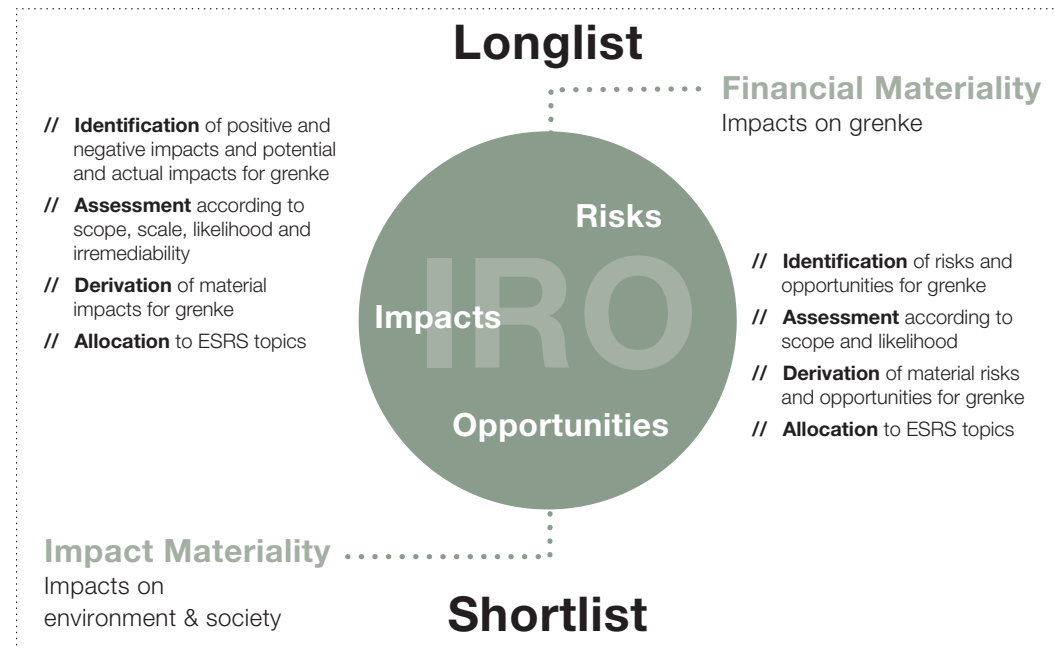 Longlist
Financial Materiality
Impacts on grenke
// Identification of positive and
negative impacts and potential
and actual impacts for grenke
// Assessment according to
scope, scale, likelihood and
irremediability
// Derivation of material
impacts for grenke
// Allocation to ESRS topics
Risks
IRO
Impacts
Opportunities
// Identification of risks and
opportunities for grenke
// Assessment according to
scope and likelihood
// Derivation of material risks
and opportunities for grenke
// Allocation to ESRS topics
Impact Materiality
Impacts on
environment & society
Shortlist